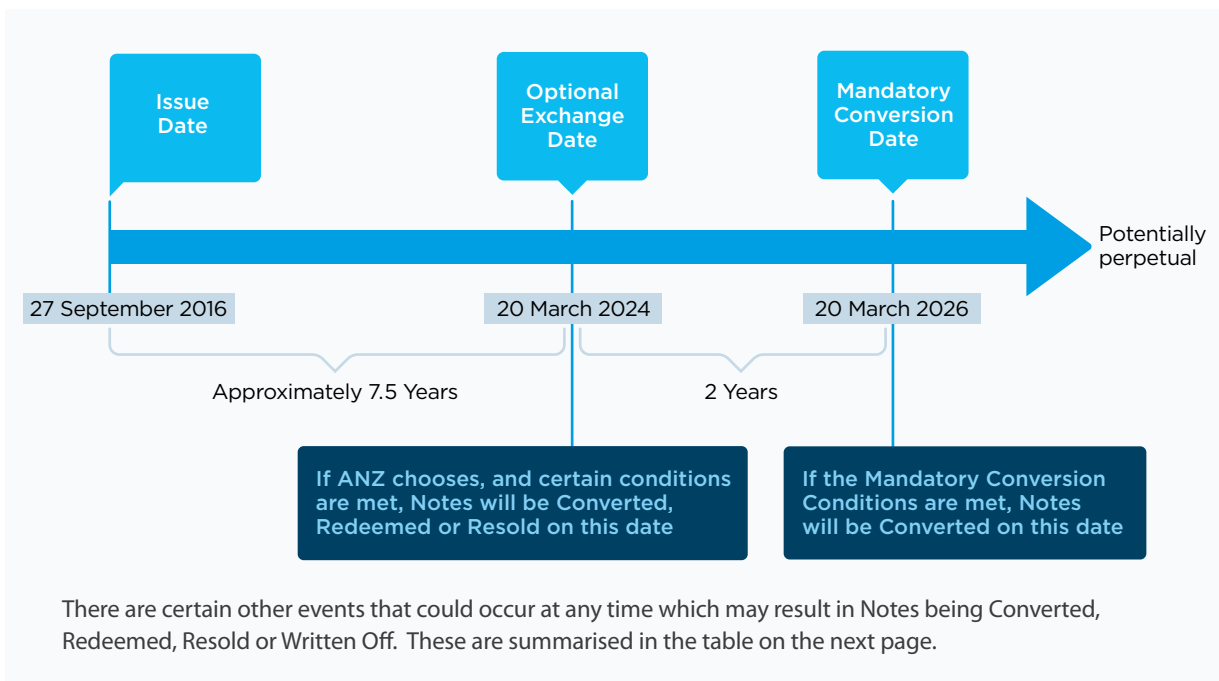 Issue
Date
Optional
Exchange
Date
Mandatory
Conversion
Date
Potentially
perpetual
27 September 2016
20 March 2024
20 March 2026
Approximately 7.5 Years
2 Years
If ANZ chooses, and certain conditions
are met, Notes will be Converted,
Redeemed or Resold on this date
If the Mandatory Conversion
Conditions are met, Notes
will be Converted on this date
There are certain other events that could occur at any time which may result in Notes being Converted,
Redeemed, Resold or Written Off. These are summarised in the table on the next page.